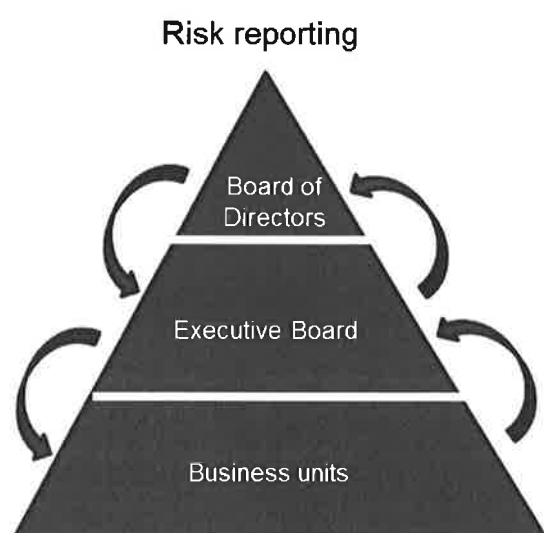 Risk reporting
Board of
Directors
Executive Board
Business units